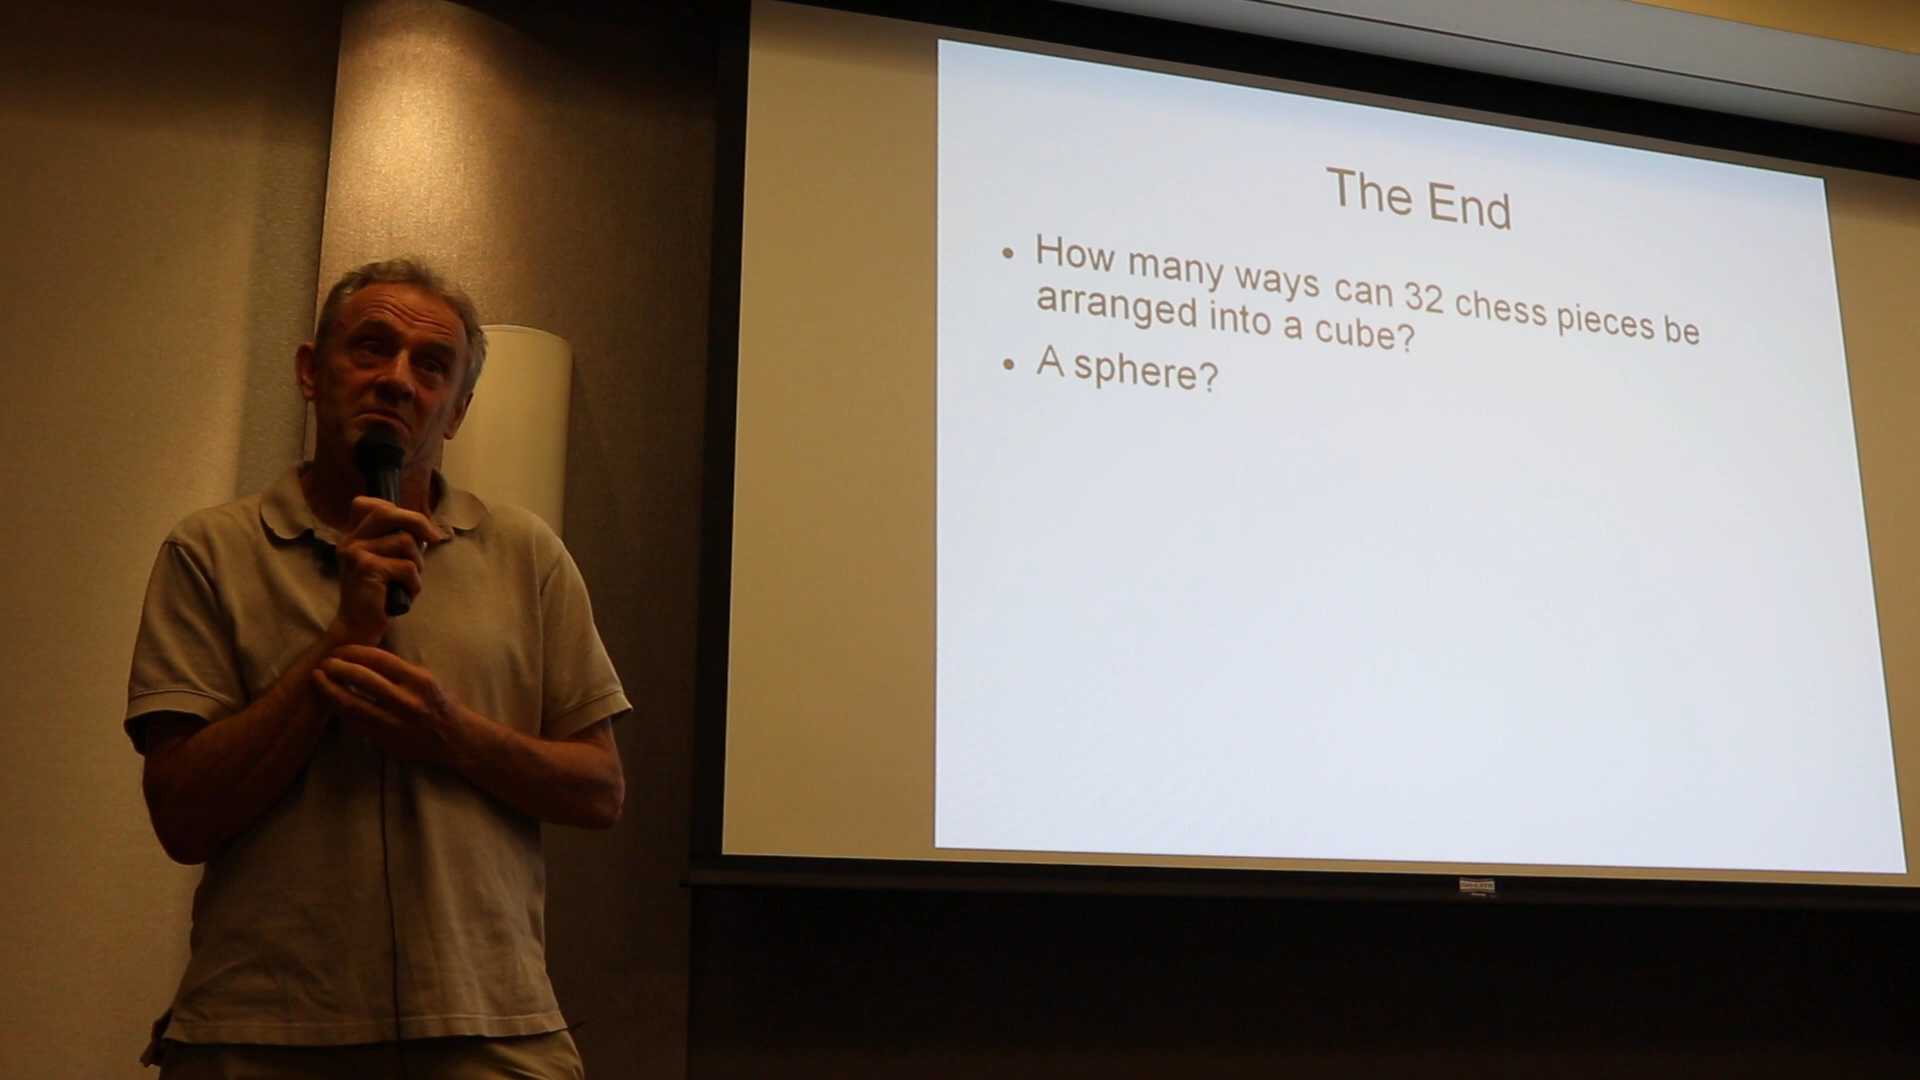 The End
• How many ways can 32 chess pieces be
arranged into a cube?
• A sphere?